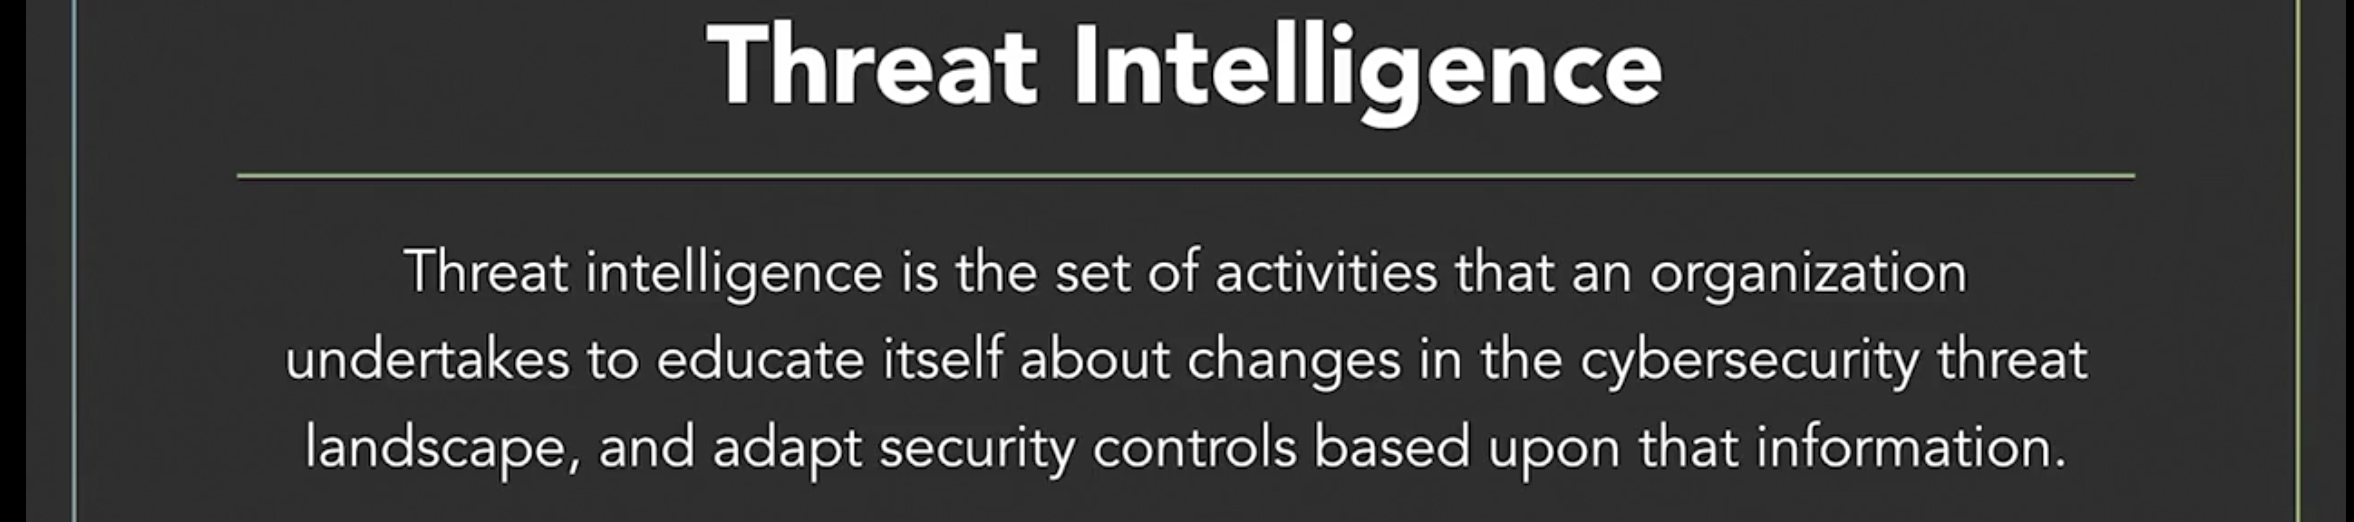 Threat Intelligence
Threat intelligence is the set of activities that an organization
undertakes to educate itself about changes in the cybersecurity threat
landscape, and adapt security controls based upon that information.